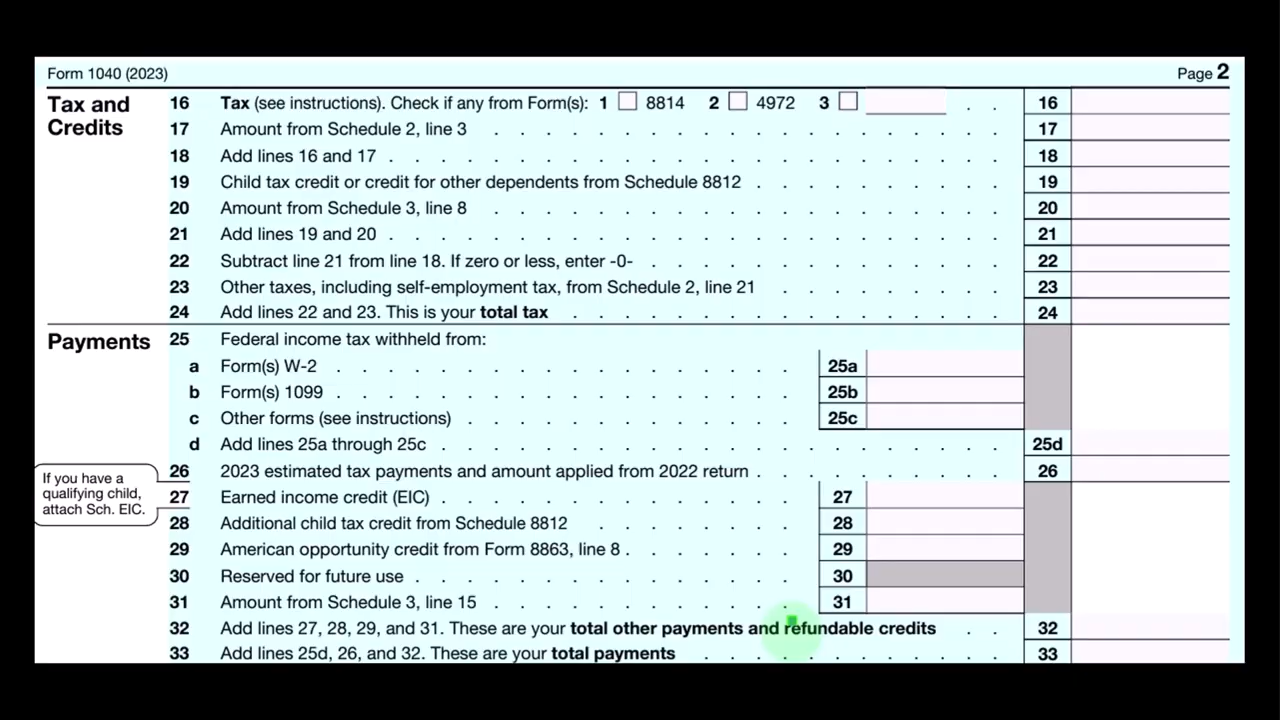 Form 1040 (2023) Page 2
Tax and Credits
16 Tax (see instructions). Check if any from Form(s): 1 8814 2 4972 3 . . 16
17 Amount from Schedule 2, line 3 . . . . . . . . . . . . . . . . . . . . 17
18 Add lines 16 and 17 . . . . . . . . . . . . . . . . . . . . . . . . 18
19 Child tax credit or credit for other dependents from Schedule 8812 . . . . . . . . . . 19
20 Amount from Schedule 3, line 8 . . . . . . . . . . . . . . . . . . . . 20
21 Add lines 19 and 20 . . . . . . . . . . . . . . . . . . . . . . . . 21
22 Subtract line 21 from line 18. If zero or less, enter -0- . . . . . . . . . . . . . . 22
23 Other taxes, including self-employment tax, from Schedule 2, line 21 . . . . . . . . . 23
24 Add lines 22 and 23. This is your total tax . . . . . . . . . . . . . . . . . 24
Payments
25 Federal income tax withheld from:
a Form(s) W-2 . . . . . . . . . . . . . . . . . . 25a
b Form(s) 1099 . . . . . . . . . . . . . . . . . . 25b
c Other forms (see instructions) . . . . . . . . . . . . . 25c
d Add lines 25a through 25c . . . . . . . . . . . . . . . . . . . . . . 25d
If you have a
qualifying child,
attach Sch. EIC.
26 2023 estimated tax payments and amount applied from 2022 return . . . . . . . . . . 26
27 Earned income credit (EIC) . . . . . . . . . . . . . . 27
28 Additional child tax credit from Schedule 8812 . . . . . . . . 28
29 American opportunity credit from Form 8863, line 8 . . . . . . . 29
30 Reserved for future use . . . . . . . . . . . . . . . 30
31 Amount from Schedule 3, line 15 . . . . . . . . . . . . 31
32 Add lines 27, 28, 29, and 31. These are your total other payments and refundable credits . . 32
33 Add lines 25d, 26, and 32. These are your total payments . . . . . . . . . . . . 33